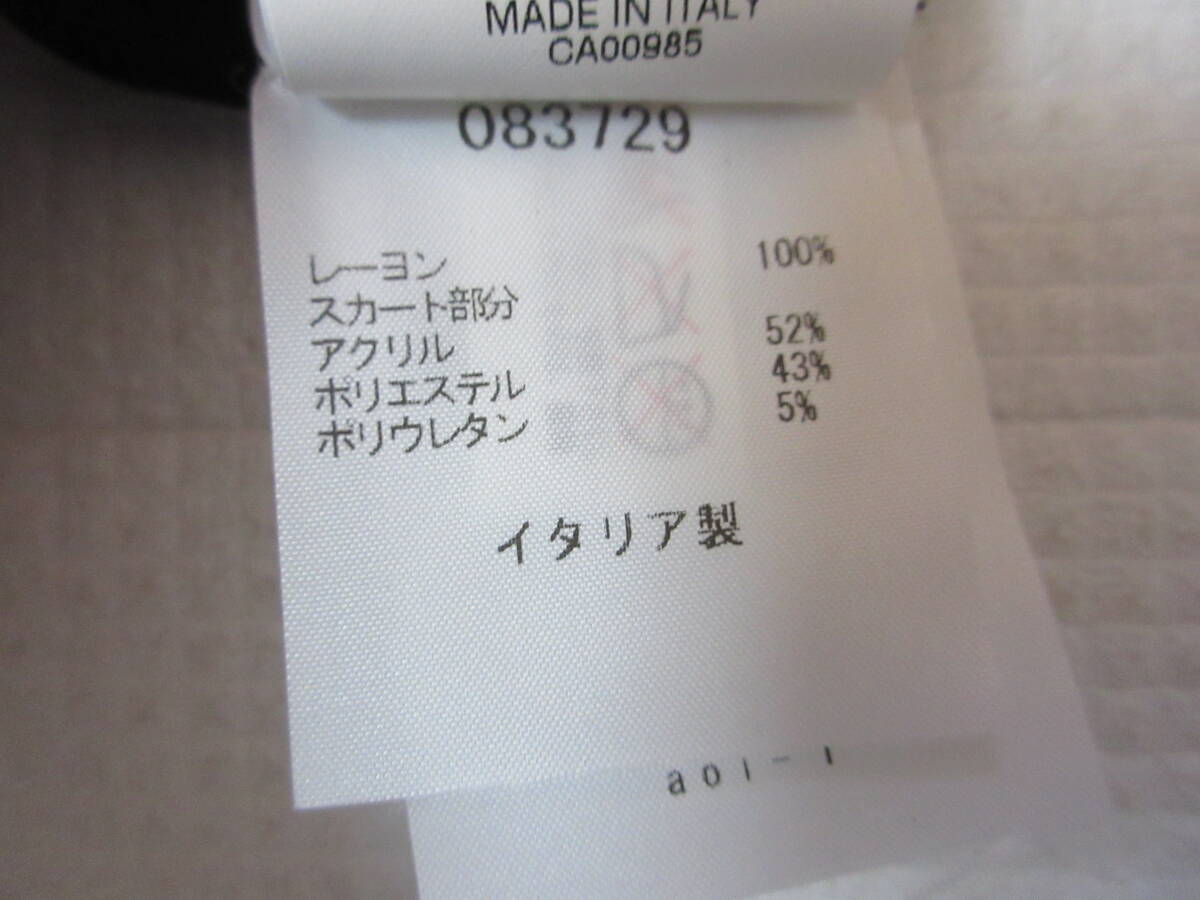 MADE IN ITALY
CA00985
083729
レーヨン 100%
スカート部分
アクリル 52%
ポリエステル 43%
ポリウレタン 5%
イタリア製